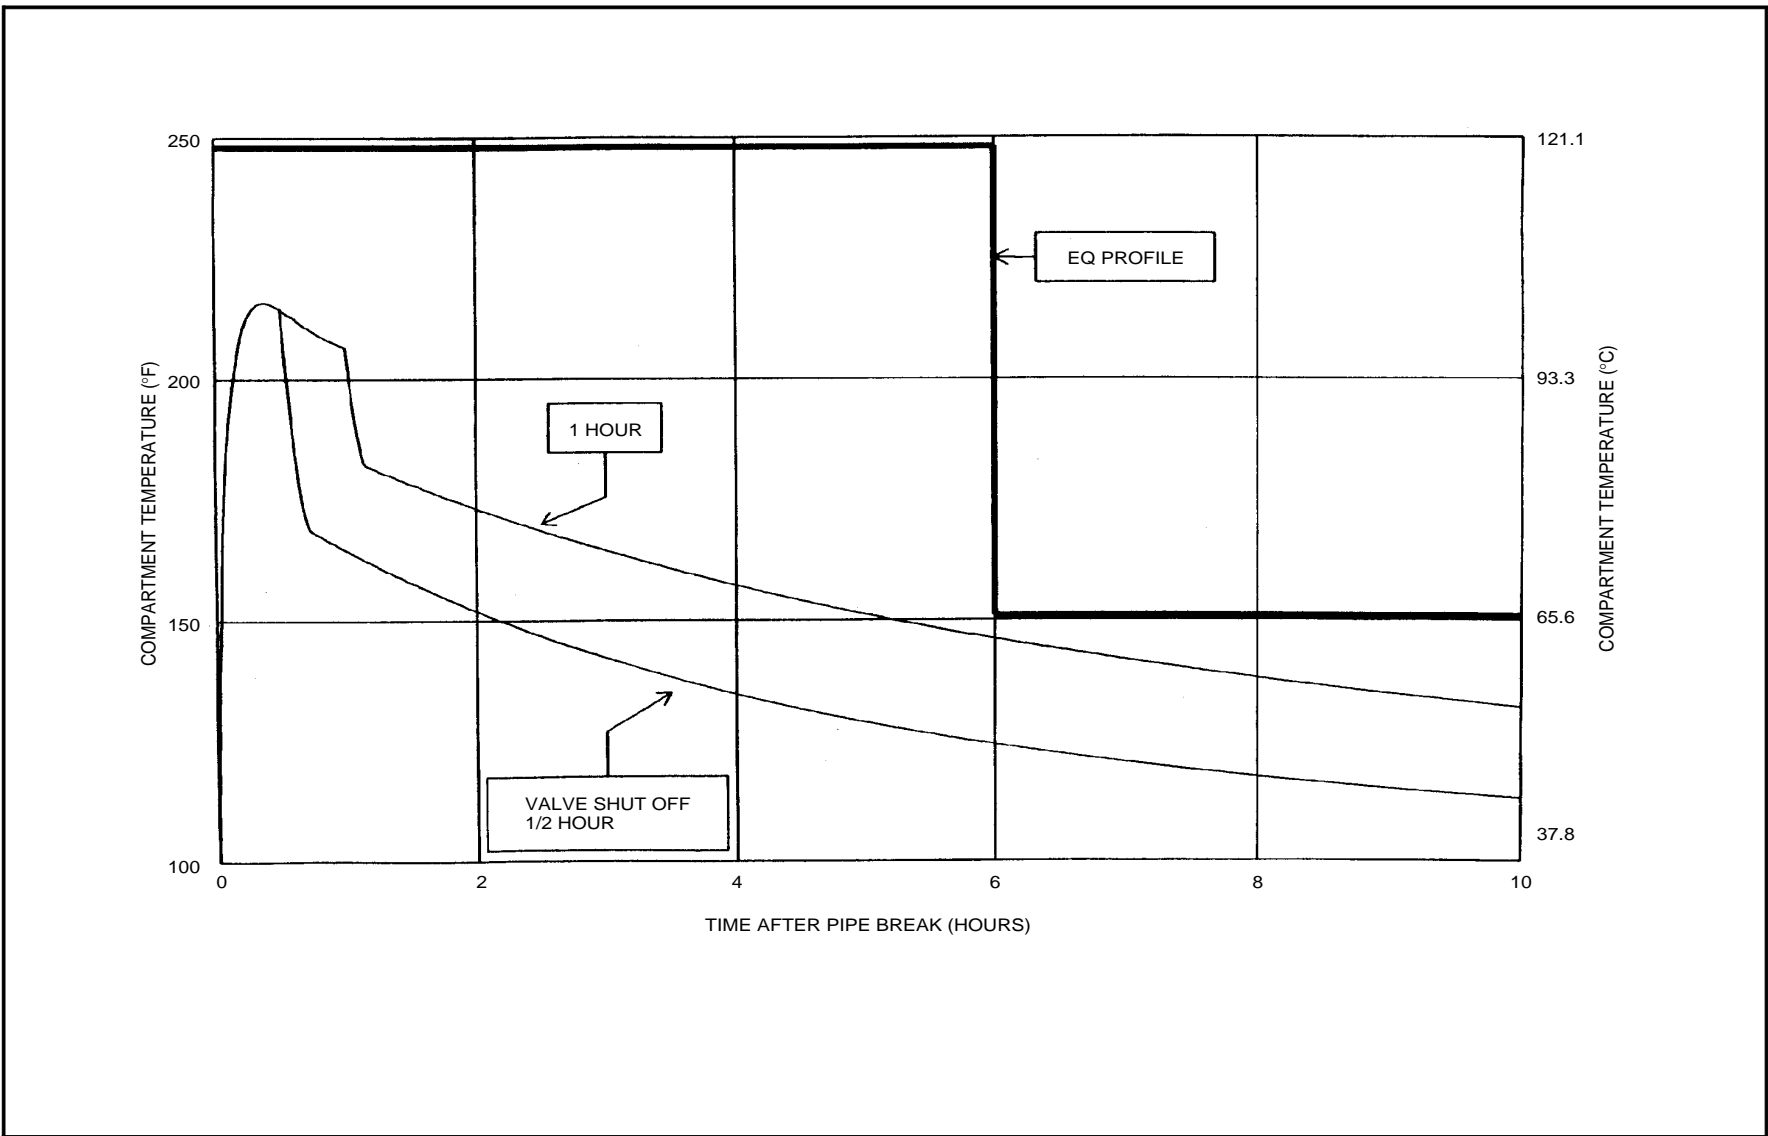 250
121.1
EQ PROFILE
COMPARTMENT TEMPERATURE (°F)
200
93.3
COMPARTMENT TEMPERATURE (°C)
1 HOUR
150
65.6
VALVE SHUT OFF
1/2 HOUR
37.8
100
0
2
4
6
8
10
TIME AFTER PIPE BREAK (HOURS)